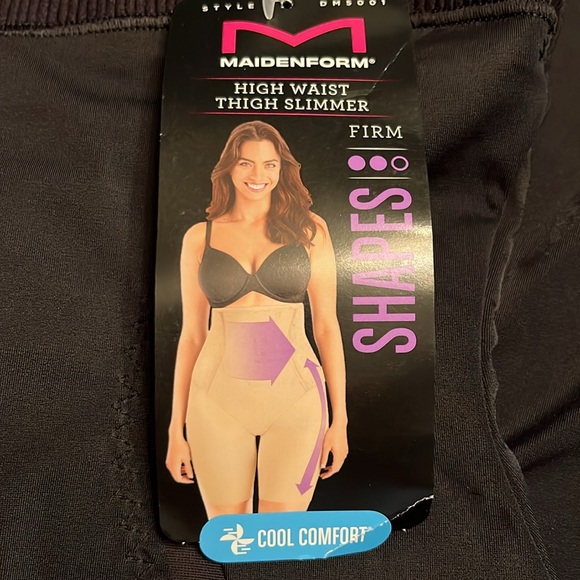 STYLE DM5001
MAIDENFORM®
HIGH WAIST
THIGH SLIMMER
FIRM
SHAPES
COOL COMFORT